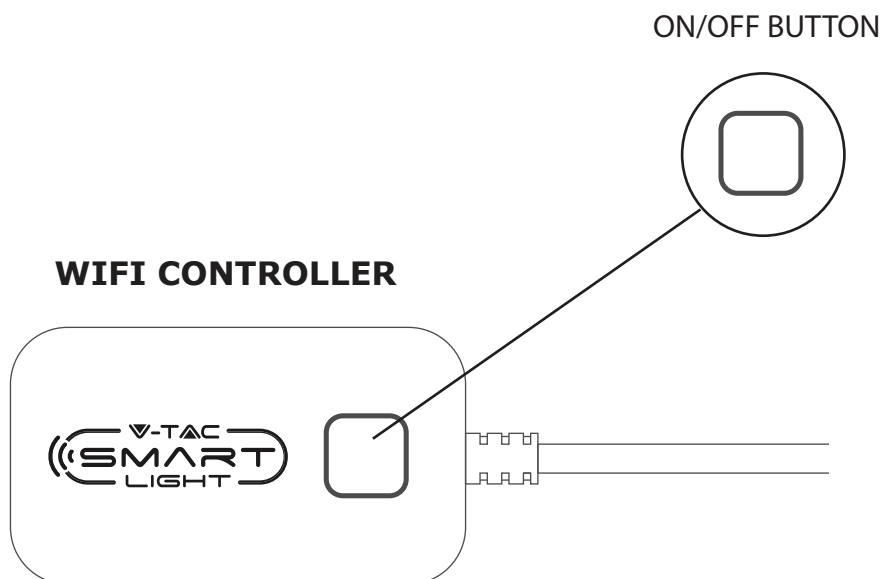 ON/OFF BUTTON
WIFI CONTROLLER
V-TAC
SMART
LIGHT